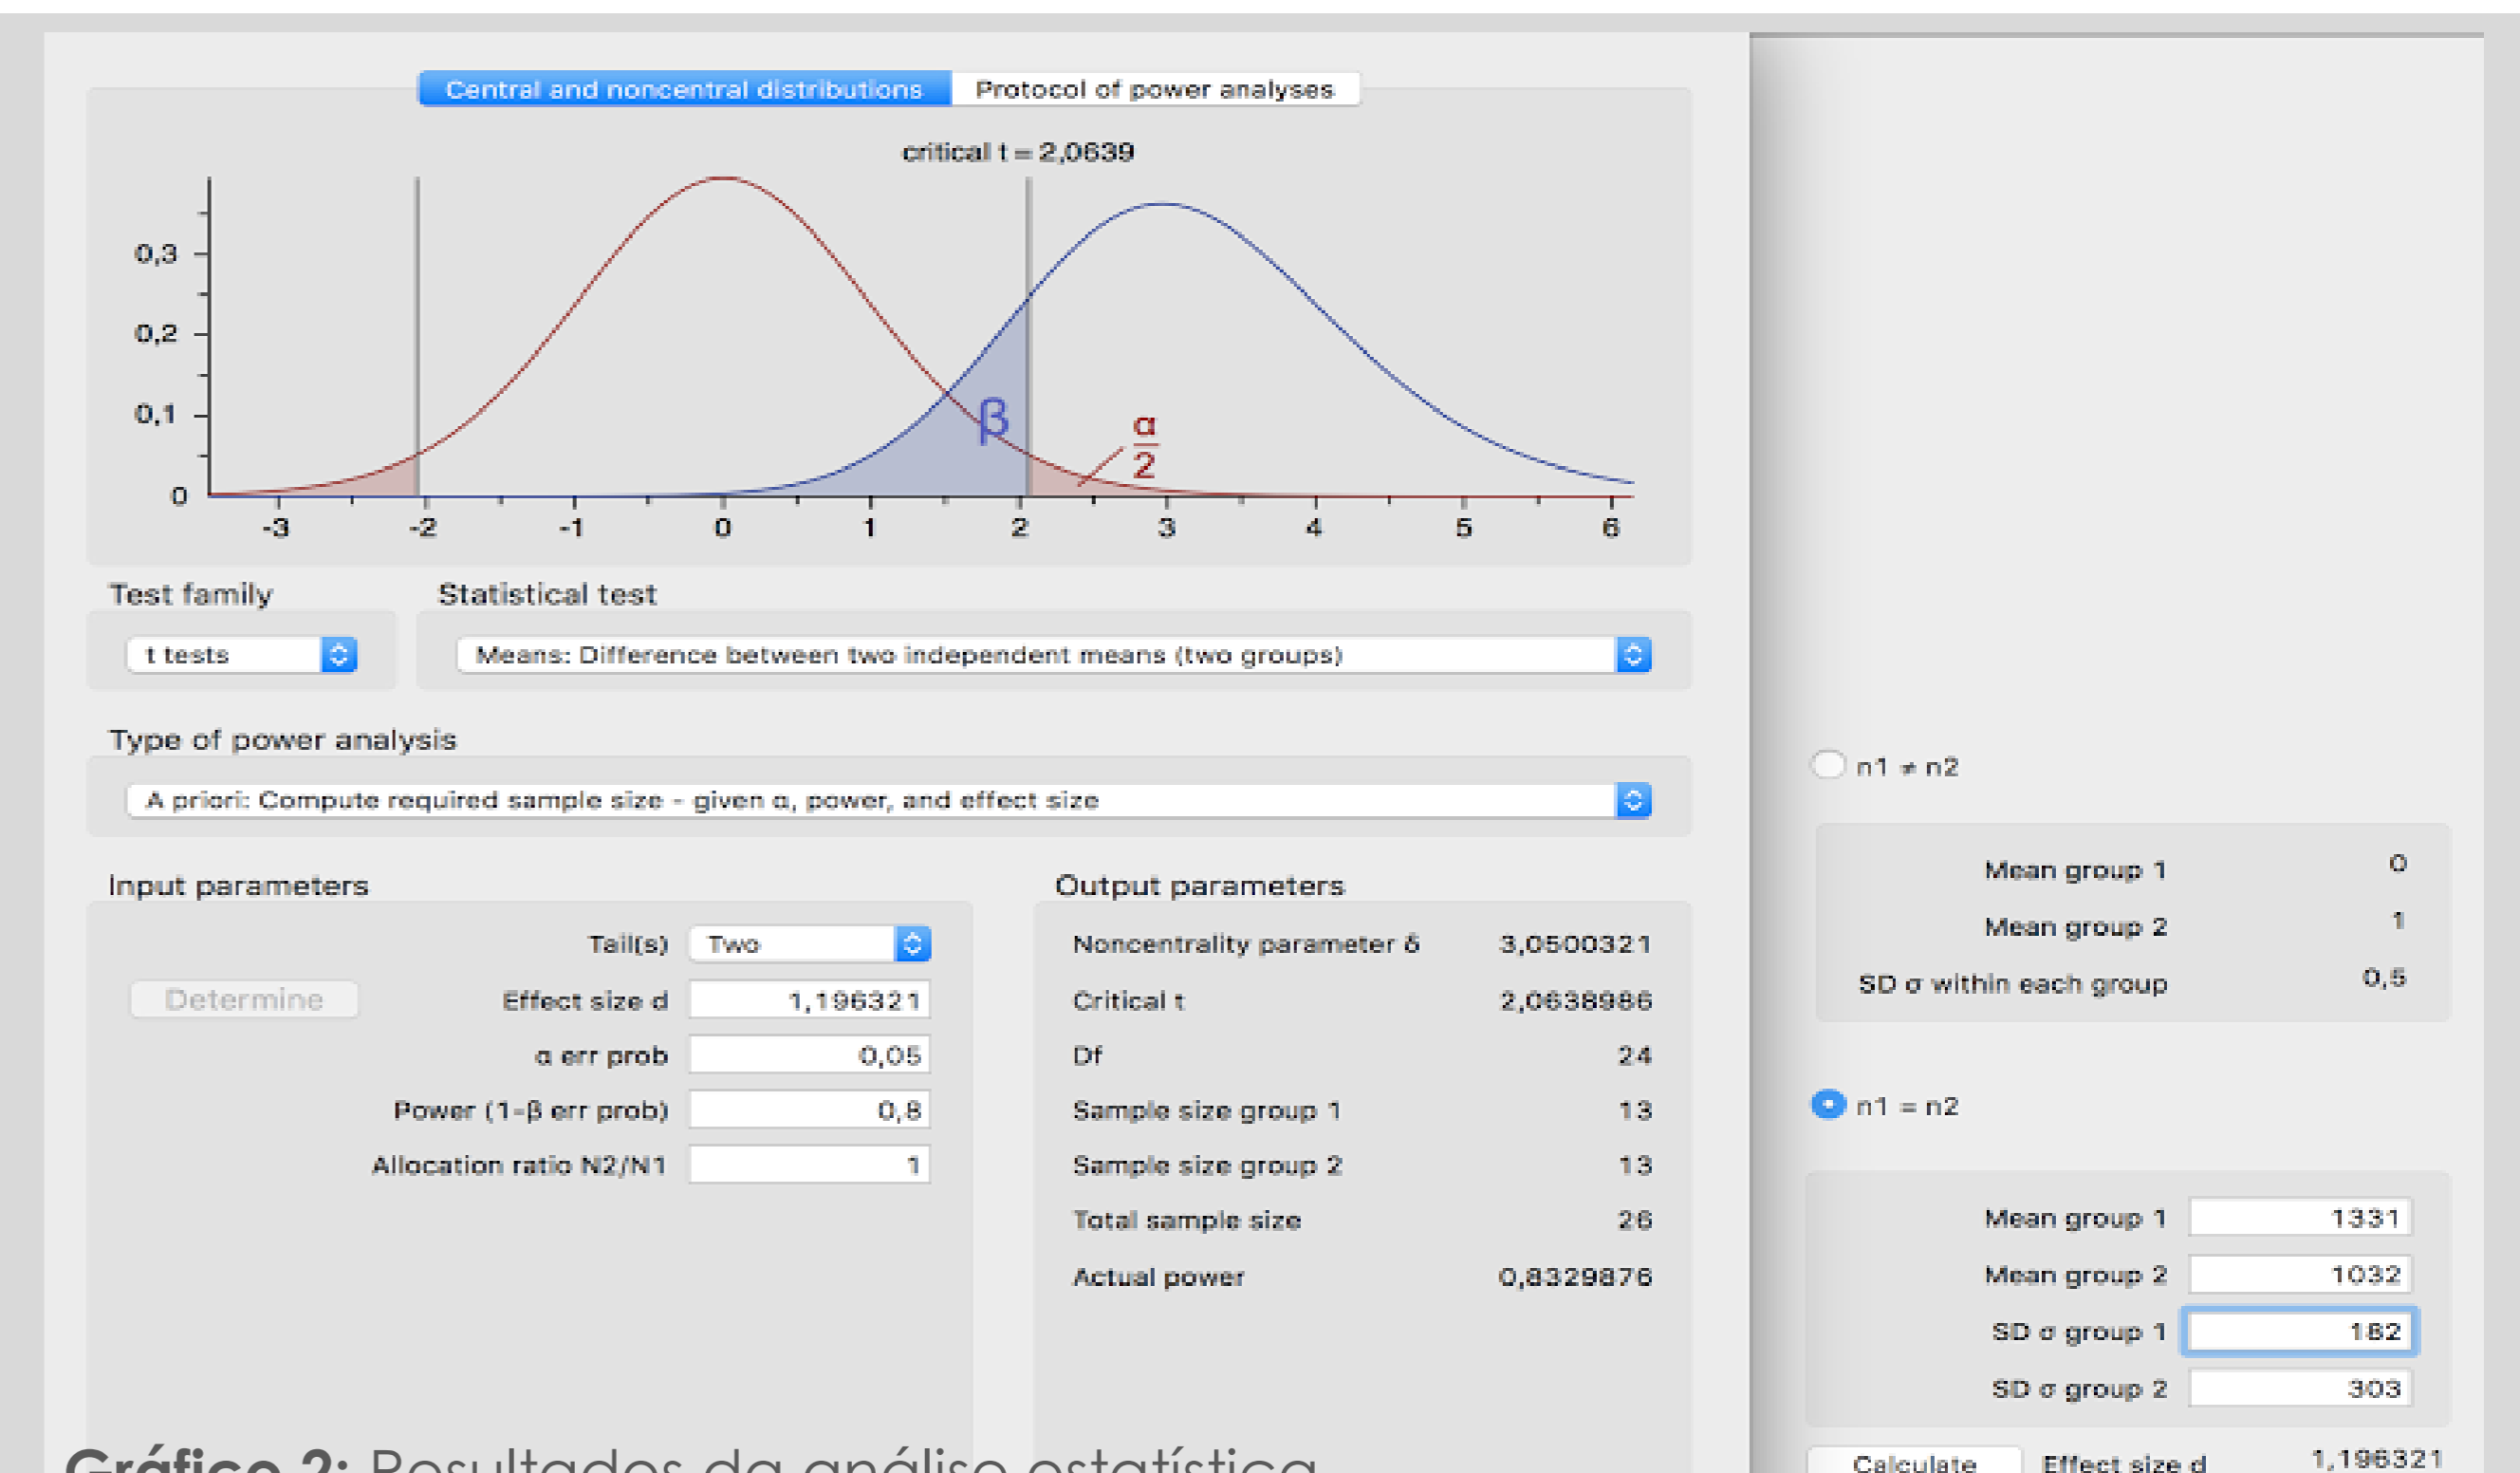 Central and noncentral distributions Protocol of power analyses
critical t = 2,0639
0,3
0,2
0,1
0
β
α
2
-3 -2 -1 0 1 2 3 4 5 6
Test family Statistical test
t tests Means: Difference between two independent means (two groups)
Type of power analysis
A priori: Compute required sample size - given α, power, and effect size
Input parameters Output parameters
Tail(s) Two
Determine Effect size d 1,196321
α err prob 0,05
Power (1-β err prob) 0,8
Allocation ratio N2/N1 1
Noncentrality parameter δ 3,0500321
Critical t 2,0638986
Df 24
Sample size group 1 13
Sample size group 2 13
Total sample size 26
Actual power 0,8329876
n1 ≠ n2
Mean group 1 0
Mean group 2 1
SD σ within each group 0,5
n1 = n2
Mean group 1 1331
Mean group 2 1032
SD σ group 1 182
SD σ group 2 303
Calculate Effect size d 1,196321
Gráfico 2: Resultados da análise estatística